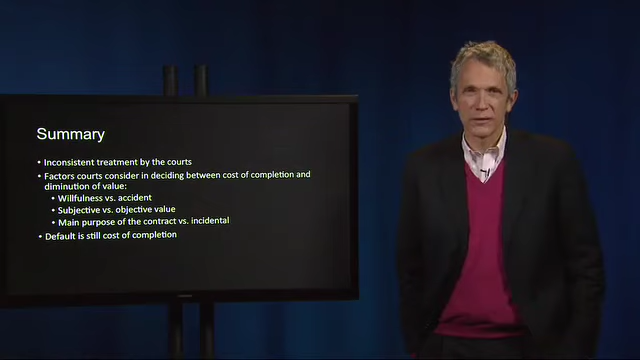 Summary
• Inconsistent treatment by the courts
• Factors courts consider in deciding between cost of completion and
diminution of value:
• Willfulness vs. accident
• Subjective vs. objective value
• Main purpose of the contract vs. incidental
• Default is still cost of completion